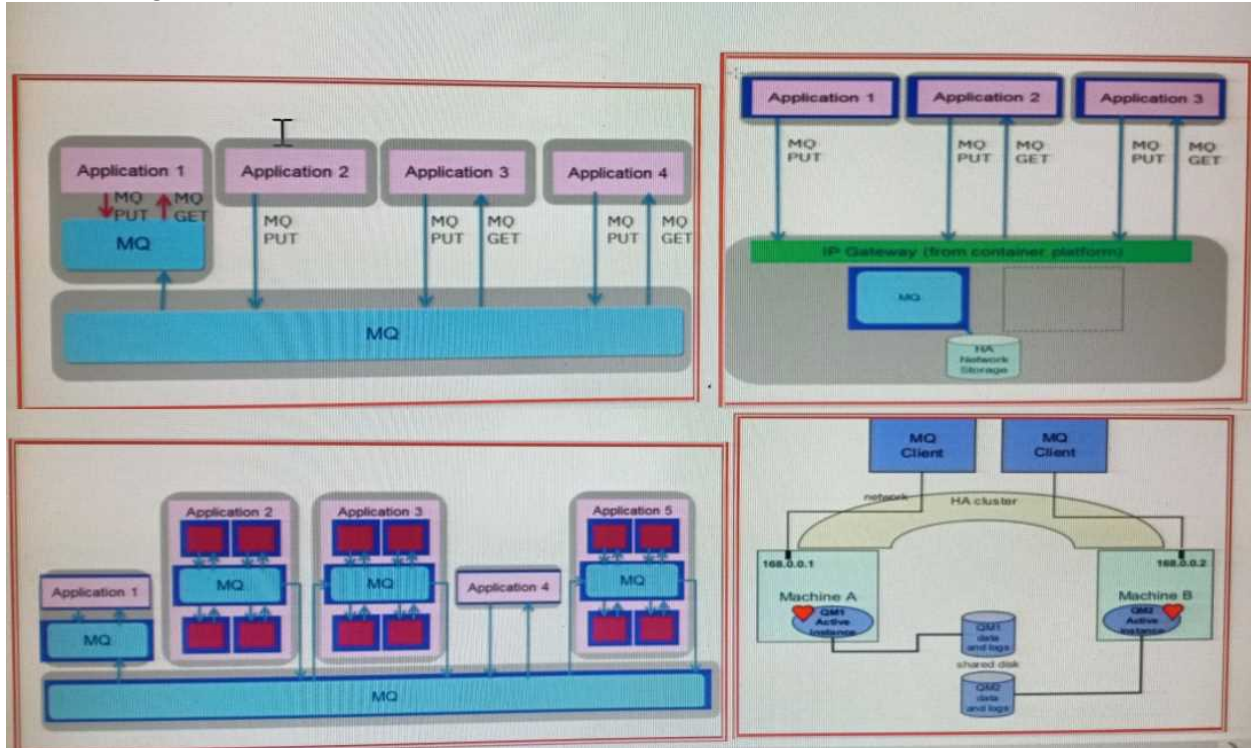 Application 1
Application 2
Application 3
Application 4
MQ
PUT
MQ
GET
MQ
PUT
MQ
PUT
MQ
GET
MQ
PUT
MQ
GET
MQ
MQ
Application 1
Application 2
Application 3
MQ
PUT
MQ
PUT
MQ
GET
MQ
PUT
MQ
GET
IP Gateway (from container platform)
MQ
HA
Network
Storage
Application 1
MQ
Application 2
MQ
Application 3
MQ
Application 4
Application 5
MQ
MQ
MQ
Client
MQ
Client
network
HA cluster
168.0.0.1
168.0.0.2
Machine A
Machine B
QM1
Active
instance
QM2
Active
instance
QM1
data
and logs
shared disk
QM2
data
and logs